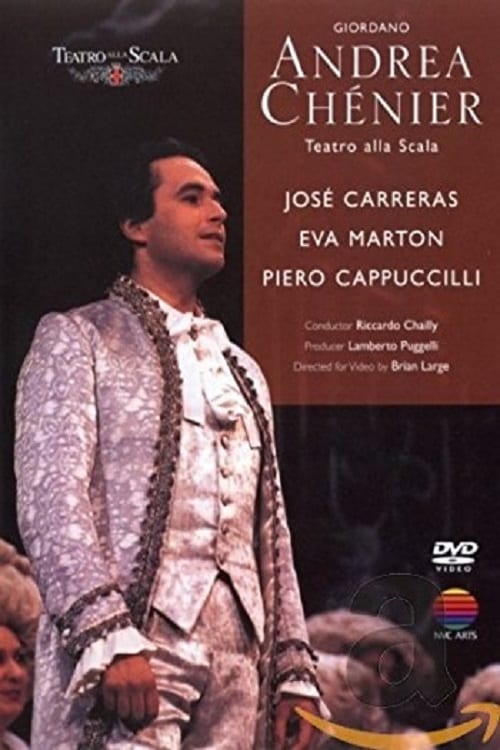 TEATRO ALLA SCALA
GIORDANO
ANDREA
CHÉNIER
Teatro alla Scala
JOSÉ CARRERAS
EVA MARTON
PIERO CAPPUCCILLI
Conductor Riccardo Chailly
Producer Lamberto Puggelli
Directed for Video by Brian Large
DVD
VIDEO
NVC ARTS
a